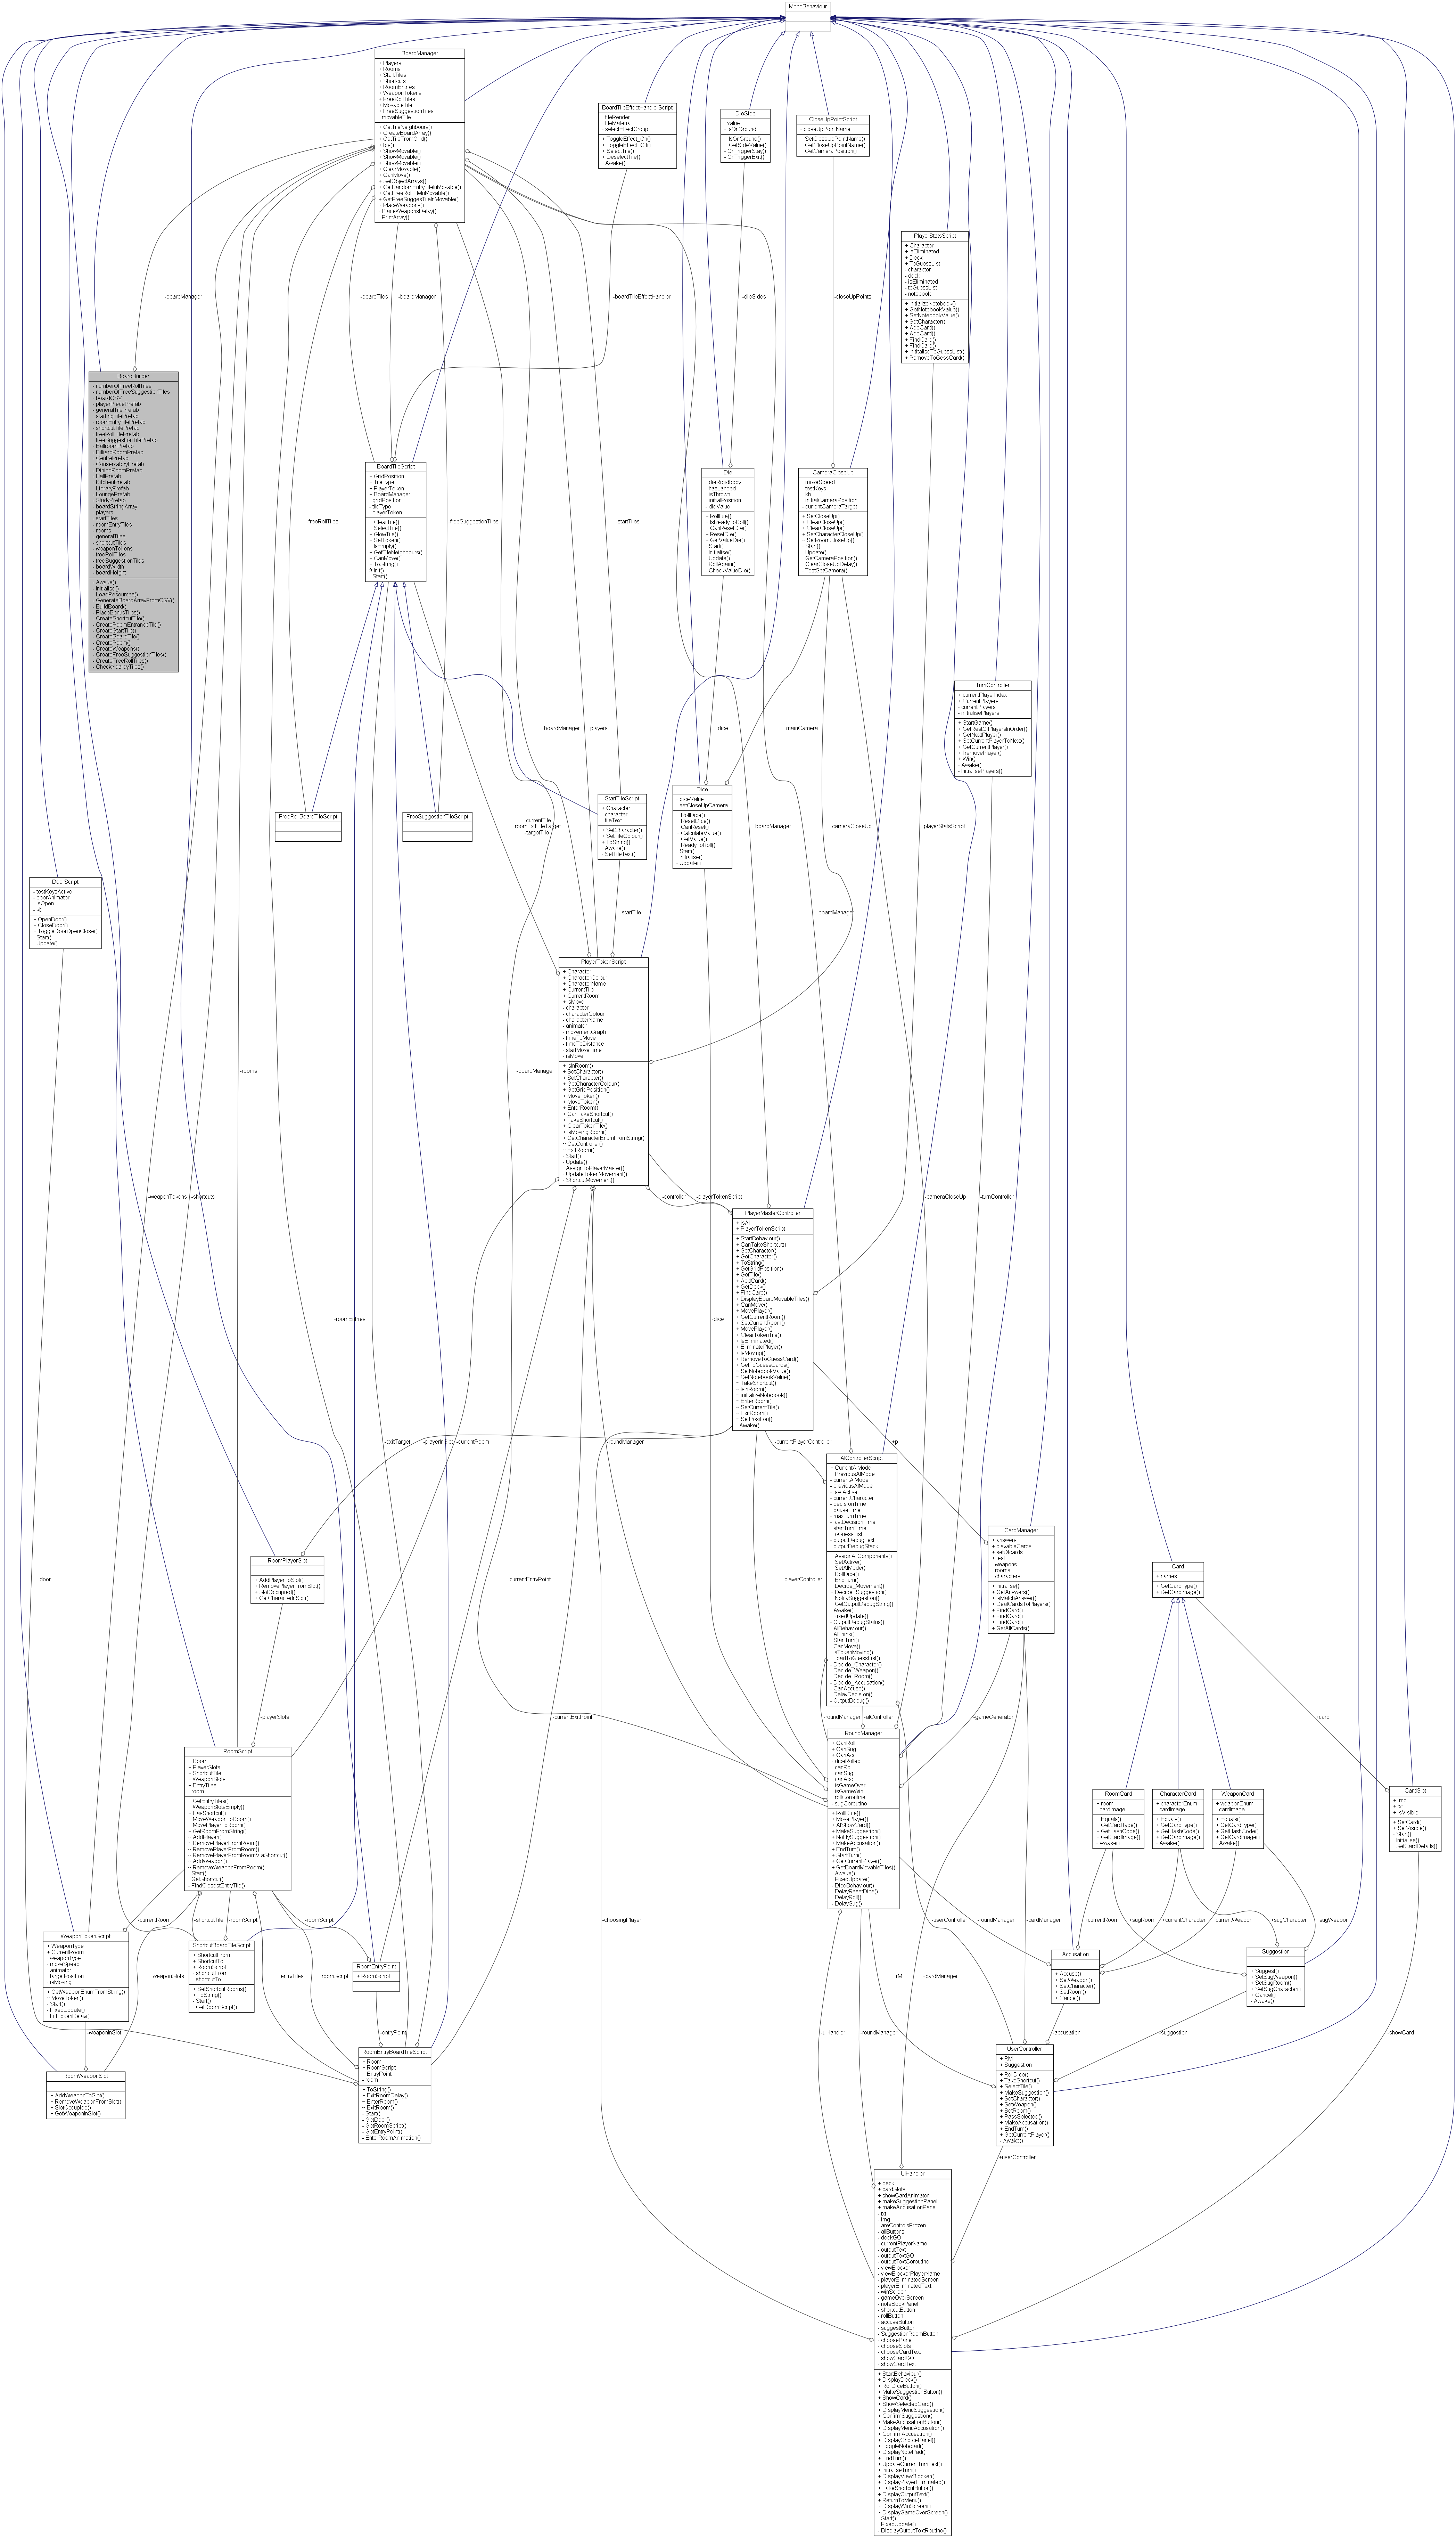 MonoBehaviour
BoardManager
+ Players
+ Rooms
+ StartTiles
+ Shortcuts
+ RoomEntries
+ WeaponTokens
+ FreeRollTiles
+ MovableTile
+ FreeSuggestionTiles
- movableTile
+ GetTileNeighbours()
+ CreateBoardArray()
+ GetTileFromGrid()
+ bfs()
+ ShowMovable()
+ ShowMovable()
+ ShowMovable()
+ ClearMovable()
+ CanMove()
+ SetObjectArrays()
+ GetRandomEntryTileInMovable()
+ GetFreeRollTileInMovable()
+ GetFreeSuggesTileInMovable()
~ PlaceWeapons()
- PlaceWeaponsDelay()
- PrintArray()
BoardTileEffectHandlerScript
- tileRender
- tileMaterial
- selectEffectGroup
+ ToggleEffect_On()
+ ToggleEffect_Off()
+ SelectTile()
+ DeselectTile()
- Awake()
DieSide
- value
- isOnGround
+ IsOnGround()
+ GetSideValue()
- OnTriggerStay()
- OnTriggerExit()
CloseUpPointScript
- closeUpPointName
+ SetCloseUpPointName()
+ GetCloseUpPointName()
+ GetCameraPosition()
PlayerStatsScript
+ Character
+ IsEliminated
+ Deck
+ ToGuessList
- character
- deck
- isEliminated
- toGuessList
- notebook
+ InitializeNotebook()
+ GetNotebookValue()
+ SetNotebookValue()
+ SetCharacter()
+ AddCard()
+ AddCard()
+ FindCard()
+ FindCard()
+ InititaliseToGuessList()
+ RemoveToGessCard()
-boardManager
-boardTiles
-boardManager
-boardTileEffectHandler
-dieSides
-closeUpPoints
BoardBuilder
- numberOfFreeRollTiles
- numberOfFreeSuggestionTiles
- boardCSV
- playerPiecePrefab
- generalTilePrefab
- startingTilePrefab
- roomEntryTilePrefab
- shortcutTilePrefab
- freeRollTilePrefab
- freeSuggestionTilePrefab
- BallroomPrefab
- BilliardRoomPrefab
- CentrePrefab
- ConservatoryPrefab
- DiningRoomPrefab
- HallPrefab
- KitchenPrefab
- LibraryPrefab
- LoungePrefab
- StudyPrefab
- boardStringArray
- players
- startTiles
- roomEntryTiles
- rooms
- generalTiles
- shortcutTiles
- weaponTokens
- freeRollTiles
- freeSuggestionTiles
- boardWidth
- boardHeight
- Awake()
- Initialise()
- LoadResources()
- GenerateBoardArrayFromCSV()
- BuildBoard()
- PlaceBonusTiles()
- CreateShortcutTile()
- CreateRoomEntranceTile()
- CreateStartTile()
- CreateBoardTile()
- CreateRoom()
- CreateWeapons()
- CreateFreeSuggestionTiles()
- CreateFreeRollTiles()
- CheckNearbyTiles()
BoardTileScript
+ GridPosition
+ TileType
+ PlayerToken
+ BoardManager
- gridPosition
- tileType
- playerToken
+ ClearTile()
+ SelectTile()
+ GlowTile()
+ SetToken()
+ IsEmpty()
+ GetTileNeighbours()
+ CanMove()
+ ToString()
# Init()
- Start()
Die
- dieRigidbody
- hasLanded
- isThrown
- initialPosition
- dieValue
+ RollDie()
+ IsReadyToRoll()
+ CanResetDie()
+ ResetDie()
+ GetValueDie()
- Start()
- Initialise()
- Update()
- RollAgain()
- CheckValueDie()
CameraCloseUp
- moveSpeed
- testKeys
- kb
- initialCameraPosition
- currentCameraTarget
+ SetCloseUp()
+ ClearCloseUp()
+ ClearCloseUp()
+ SetCharacterCloseUp()
~ SetRoomCloseUp()
- Start()
- Update()
- GetCameraPosition()
- ClearCloseUpDelay()
- TestSetCamera()
-freeRollTiles
-freeSuggestionTiles
-startTiles
TurnController
+ currentPlayerIndex
+ CurrentPlayers
- currentPlayers
- initialisePlayers
+ StartGame()
+ GetRestOfPlayersInOrder()
+ GetNextPlayer()
+ SetCurrentPlayerToNext()
+ GetCurrentPlayer()
+ RemovePlayer()
+ Win()
- Awake()
- InitialisePlayers()
-boardManager
-players
-dice
-mainCamera
FreeRollBoardTileScript
FreeSuggestionTileScript
StartTileScript
+ Character
- character
- tileText
+ SetCharacter()
+ SetTileColour()
+ ToString()
- Awake()
- SetTileText()
Dice
- diceValue
- setCloseUpCamera
+ RollDice()
+ ResetDice()
+ CanReset()
+ CalculateValue()
+ GetValue()
+ ReadyToRoll()
- Start()
- Initialise()
- Update()
-currentTile
-roomExitTileTarget
-targetTile
-boardManager
-cameraCloseUp
-playerStatsScript
DoorScript
- testKeysActive
- doorAnimator
- isOpen
- kb
+ OpenDoor()
+ CloseDoor()
+ ToggleDoorOpenClose()
- Start()
- Update()
-startTile
-boardManager
PlayerTokenScript
+ Character
+ CharacterColour
+ CharacterName
+ CurrentTile
+ CurrentRoom
+ IsMove
- character
- characterColour
- characterName
- animator
- movementGraph
- timeToMove
- timeToDistance
- startMoveTime
- isMove
+ IsInRoom()
+ SetCharacter()
+ SetCharacter()
+ GetCharacterColour()
+ GetGridPosition()
+ MoveToken()
+ MoveToken()
+ EnterRoom()
+ CanTakeShortcut()
+ TakeShortcut()
+ ClearTokenTile()
+ IsMovingRoom()
+ GetCharacterEnumFromString()
~ GetController()
~ ExitRoom()
- Start()
- Update()
- AssignToPlayerMaster()
- UpdateTokenMovement()
- ShortcutMovement()
-rooms
-boardManager
-weaponTokens
-shortcuts
-controller
-playerTokenScript
-cameraCloseUp
-turnController
PlayerMasterController
+ isAI
+ PlayerTokenScript
+ StartBehaviour()
+ CanTakeShortcut()
+ SetCharacter()
+ GetCharacter()
+ ToString()
+ GetGridPosition()
+ GetTile()
+ AddCard()
+ GetDeck()
+ FindCard()
+ DisplayBoardMovableTiles()
+ CanMove()
+ MovePlayer()
+ GetCurrentRoom()
+ SetCurrentRoom()
+ MovePlayer()
+ ClearTokenTile()
+ IsEliminated()
+ EliminatePlayer()
+ IsMoving()
+ RemoveToGuessCard()
+ GetToGuessCards()
~ SetNotebookValue()
~ GetNotebookValue()
~ TakeShortcut()
~ IsInRoom()
~ initializeNotebook()
~ EnterRoom()
~ SetCurrentTile()
~ ExitRoom()
~ SetPosition()
- Awake()
-roomEntries
-dice
-exitTarget
-playerInSlot
-currentRoom
-roundManager
-currentPlayerController
+p
AIControllerScript
+ CurrentAIMode
+ PreviousAIMode
- currentAIMode
- previousAIMode
- isAIActive
- currentCharacter
- decisionTime
- pauseTime
- maxTurnTime
- lastDecisionTime
- startTurnTime
- toGuessList
- outputDebugText
- outputDebugStack
+ AssignAllComponents()
+ SetActive()
+ SetAIMode()
+ RollDice()
+ EndTurn()
+ Decide_Movement()
+ Decide_Suggestion()
+ NotifySuggestion()
+ GetOutputDebugString()
- Awake()
- FixedUpdate()
- OutputDebugStatus()
- AIBehaviour()
- AIThink()
- StartTurn()
- CanMove()
- IsTokenMoving()
- LoadToGuessList()
- Decide_Character()
- Decide_Weapon()
- Decide_Room()
- Decide_Accusation()
- CanAccuse()
- DelayDecision()
- OutputDebug()
CardManager
+ answers
+ playableCards
+ setOfcards
+ test
- weapons
- rooms
- characters
+ Initialise()
+ GetAnswers()
+ IsMatchAnswer()
+ DealCardsToPlayers()
+ FindCard()
+ FindCard()
+ FindCard()
+ GetAllCards()
RoomPlayerSlot
+ AddPlayerToSlot()
+ RemovePlayerFromSlot()
+ SlotOccupied()
+ GetCharacterInSlot()
Card
+ names
+ GetCardType()
+ GetCardImage()
-door
-currentEntryPoint
-playerController
-playerSlots
-currentExitPoint
-roundManager
-aiController
-gameGenerator
+card
RoomScript
+ Room
+ PlayerSlots
+ ShortcutTile
+ WeaponSlots
+ EntryTiles
- room
+ GetEntryTiles()
+ WeaponSlotsEmpty()
+ HasShortcut()
+ MoveWeaponToRoom()
+ MovePlayerToRoom()
+ GetRoomFromString()
~ AddPlayer()
~ RemovePlayerFromRoom()
~ RemovePlayerFromRoom()
~ RemovePlayerFromRoomViaShortcut()
~ AddWeapon()
~ RemoveWeaponFromRoom()
- Start()
- GetShortcut()
- FindClosestEntryTile()
RoundManager
+ CanRoll
+ CanSug
+ CanAcc
- diceRolled
- canRoll
- canSug
- canAcc
- isGameOver
- isGameWin
- rollCoroutine
- sugCoroutine
+ RollDice()
+ MovePlayer()
+ AIShowCard()
+ MakeSuggestion()
+ NotifySuggestion()
+ MakeAccusation()
+ EndTurn()
+ StartTurn()
+ GetCurrentPlayer()
+ GetBoardMovableTiles()
- Awake()
- FixedUpdate()
- DiceBehaviour()
- DelayResetDice()
- DelayRoll()
- DelaySug()
RoomCard
+ room
- cardImage
+ Equals()
+ GetCardType()
+ GetHashCode()
+ GetCardImage()
- Awake()
CharacterCard
+ characterEnum
- cardImage
+ Equals()
+ GetCardType()
+ GetHashCode()
+ GetCardImage()
- Awake()
WeaponCard
+ weaponEnum
- cardImage
+ Equals()
+ GetCardType()
+ GetHashCode()
+ GetCardImage()
- Awake()
CardSlot
+ img
+ txt
+ isVisible
+ SetCard()
+ SetVisible()
- Start()
- Initialise()
- SetCardDetails()
-currentRoom
-shortcutTile
-roomScript
-roomScript
-choosingPlayer
-userController
-roundManager
-cardManager
+currentRoom
+sugRoom
+currentCharacter
+currentWeapon
+sugCharacter
+sugWeapon
WeaponTokenScript
+ WeaponType
+ CurrentRoom
- weaponType
- moveSpeed
- animator
- targetPosition
- isMoving
+ GetWeaponEnumFromString()
~ MoveToken()
- Start()
- FixedUpdate()
- LiftTokenDelay()
ShortcutBoardTileScript
+ ShortcutFrom
+ ShortcutTo
+ RoomScript
- shortcutFrom
- shortcutTo
+ SetShortcutRooms()
+ ToString()
- Start()
- GetRoomScript()
RoomEntryPoint
+ RoomScript
Accusation
+ Accuse()
+ SetWeapon()
+ SetCharacter()
+ SetRoom()
+ Cancel()
Suggestion
+ Suggest()
+ SetSugWeapon()
+ SetSugRoom()
+ SetSugCharacter()
+ Cancel()
- Awake()
-weaponSlots
-entryTiles
-roomScript
-rM
+cardManager
-weaponInSlot
-entryPoint
-uiHandler
-roundManager
-accusation
-suggestion
-showCard
RoomEntryBoardTileScript
+ Room
+ RoomScript
+ EntryPoint
- room
+ ToString()
+ ExitRoomDelay()
~ EnterRoom()
~ ExitRoom()
- Start()
- GetDoor()
- GetRoomScript()
- GetEntryPoint()
- EnterRoomAnimation()
UserController
+ RM
+ Suggestion
+ RollDice()
+ TakeShortcut()
+ SelectTile()
+ MakeSuggestion()
+ SetCharacter()
+ SetWeapon()
+ SetRoom()
+ PassSelected()
+ MakeAccusation()
+ EndTurn()
+ GetCurrentPlayer()
- Awake()
RoomWeaponSlot
+ AddWeaponToSlot()
+ RemoveWeaponFromSlot()
+ SlotOccupied()
+ GetWeaponInSlot()
+userController
UIHandler
+ deck
+ cardSlots
+ showCardAnimator
+ makeSuggestionPanel
+ makeAccusationPanel
- txt
- img
- areControlsFrozen
- allButtons
- deckGO
- currentPlayerName
- outputText
- outputTextGO
- outputTextCoroutine
- viewBlocker
- viewBlockerPlayerName
- playerEliminatedScreen
- playerEliminatedText
- winScreen
- gameOverScreen
- noteBookPanel
- shortcutButton
- rollButton
- accuseButton
- suggestButton
- SuggestionRoomButton
- choosePanel
- chooseSlots
- chooseCardText
- showCardGO
- showCardText
+ StartBehaviour()
+ DisplayDeck()
+ RollDiceButton()
+ MakeSuggestionButton()
+ ShowCard()
+ ShowSelectedCard()
+ DisplayMenuSuggestion()
+ ConfirmSuggestion()
+ MakeAccusationButton()
+ DisplayMenuAccusation()
+ ConfirmAccusation()
+ DisplayChoicePanel()
+ ToggleNotepad()
+ DisplayNotePad()
+ EndTurn()
+ UpdateCurrentTurnText()
+ InitialiseTurn()
+ DisplayViewBlocker()
+ DisplayPlayerEliminated()
+ TakeShortcutButton()
+ DisplayOutputText()
+ ReturnToMenu()
~ DisplayWinScreen()
~ DisplayGameOverScreen()
- Start()
- FixedUpdate()
- DisplayOutputTextRoutine()